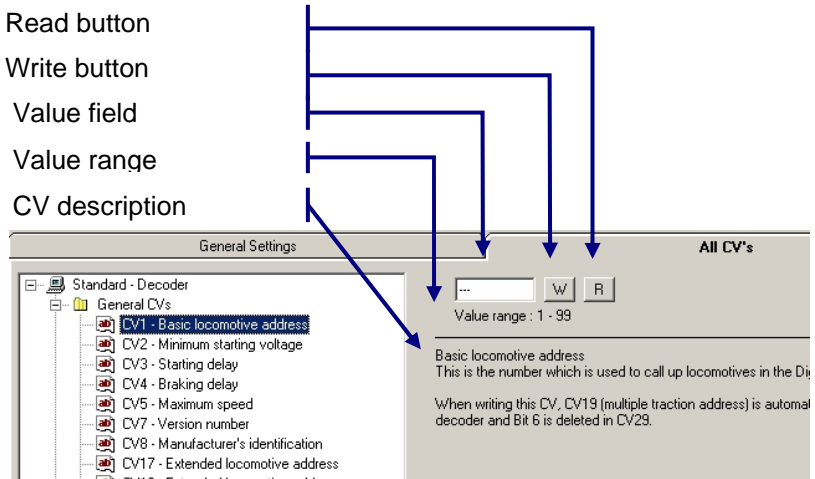 Read button
Write button
Value field
Value range
CV description
General Settings
All CV's
Standard - Decoder
General CVs
CV1 - Basic locomotive address
CV2 - Minimum starting voltage
CV3 - Starting delay
CV4 - Braking delay
CV5 - Maximum speed
CV7 - Version number
CV8 - Manufacturer's identification
CV17 - Extended locomotive address
--- W R
Value range : 1 - 99
Basic locomotive address
This is the number which is used to call up locomotives in the
When writing this CV, CV19 (multiple traction address) is
decoder and Bit 6 is deleted in CV29.